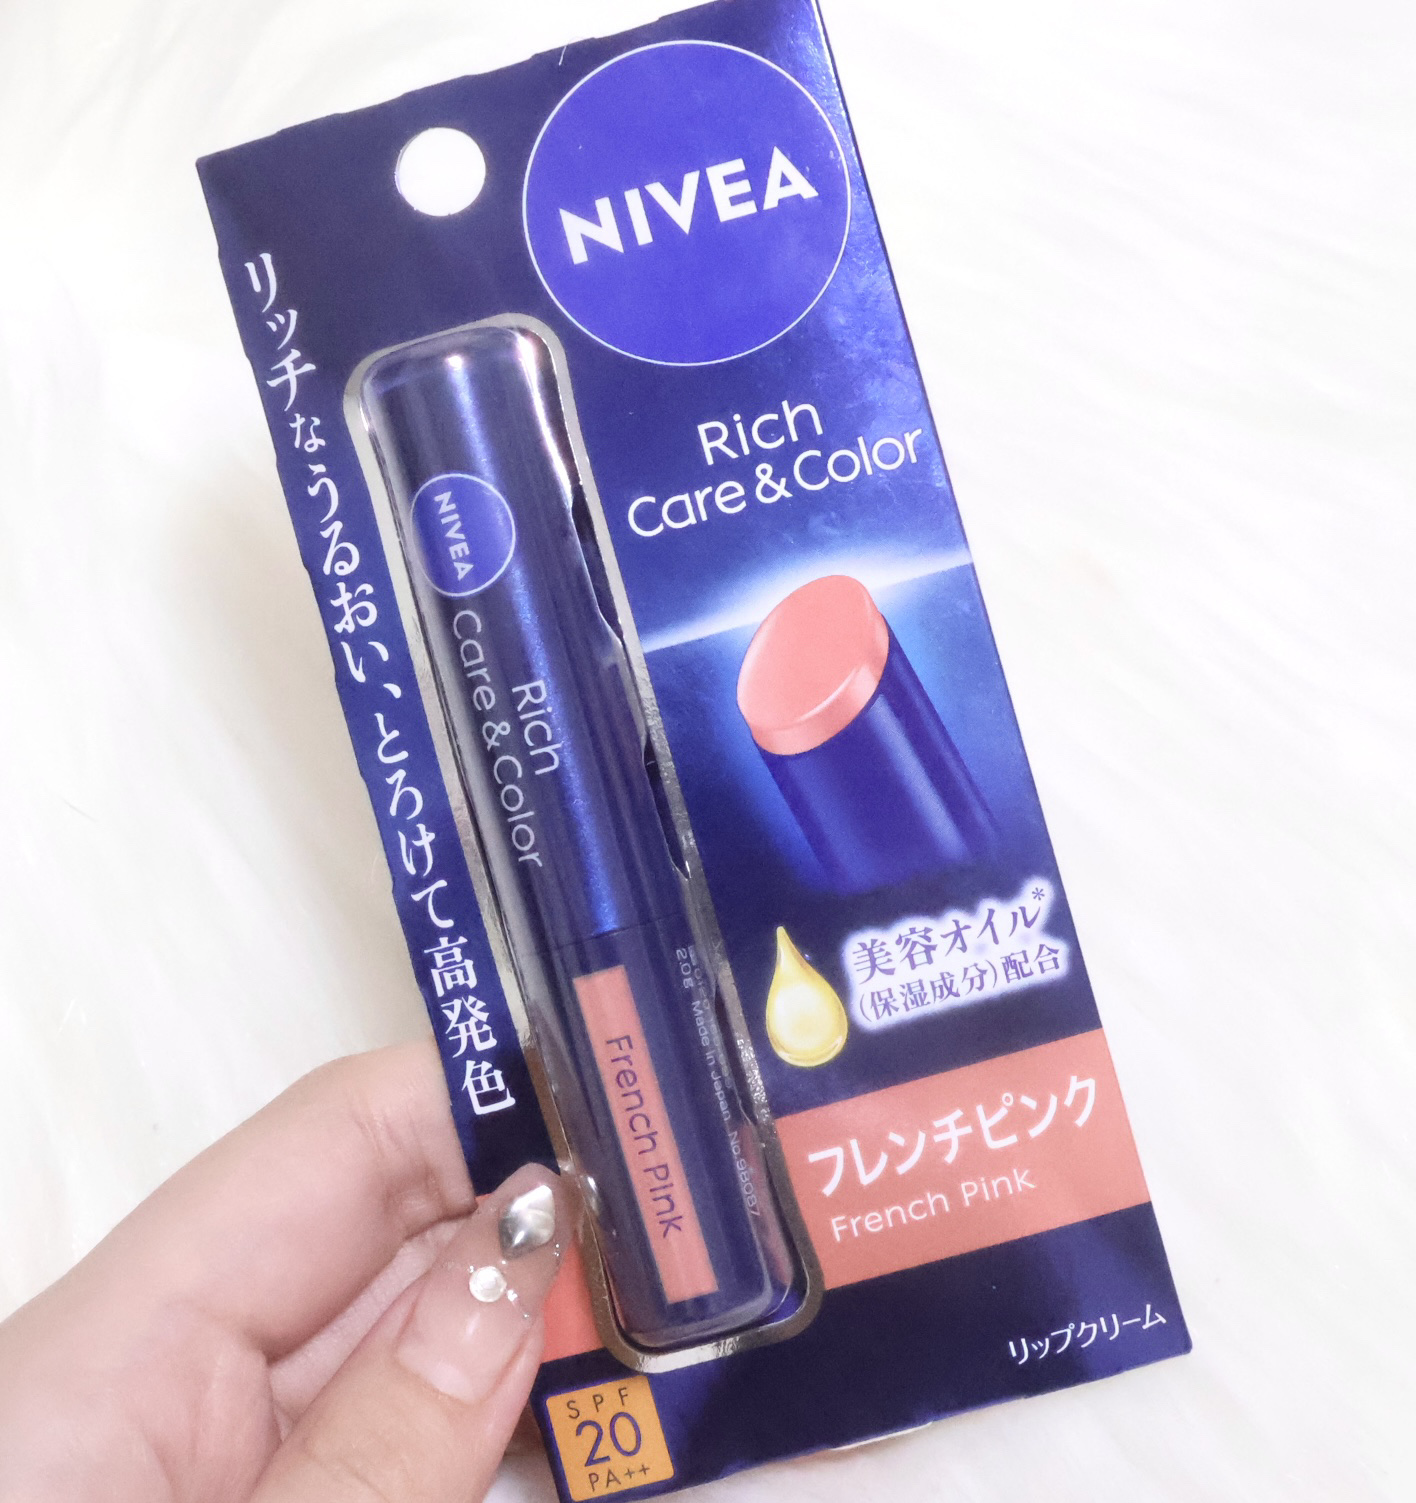 NIVEA
Rich
Care & Color
リッチなうるおい、とろけて高発色
NIVEA
Rich
Care & Color
French Pink
2.0g Made in Japan
美容オイル*
(保湿成分)配合
フレンチピンク
French Pink
リップクリーム
SPF
20
PA++